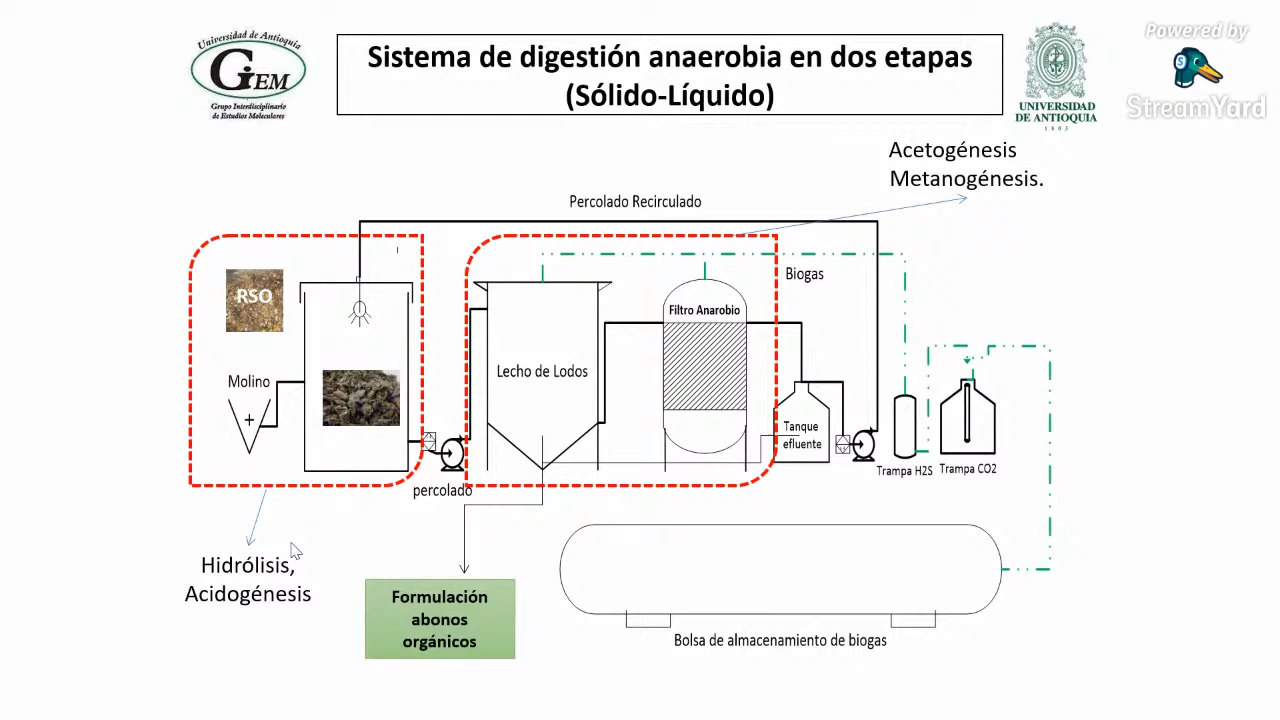 Universidad de Antioquia
GIEM
Grupo Interdisciplinario
de Estudios Moleculares
Sistema de digestión anaerobia en dos etapas
(Sólido-Líquido)
UNIVERSIDAD
DE ANTIOQUIA
1803
Powered by
StreamYard
Acetogénesis
Metanogénesis.
Percolado Recirculado
RSO
Biogas
Filtro Anarobio
Molino
+
Lecho de Lodos
Tanque
efluente
Trampa H2S
Trampa CO2
percolado
Hidrólisis,
Acidogénesis
Formulación
abonos
orgánicos
Bolsa de almacenamiento de biogas